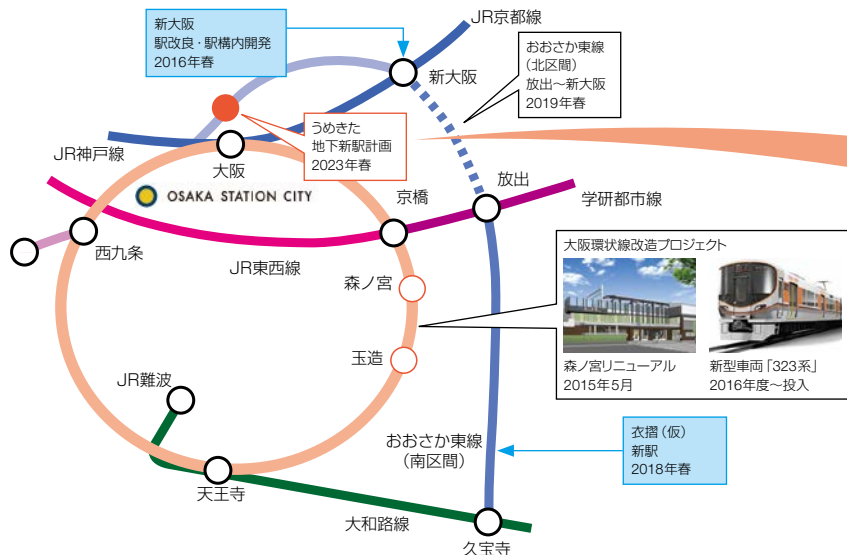 新大阪
駅改良・駅構内開発
2016年春
JR京都線
新大阪
おおさか東線
（北区間）
放出～新大阪
2019年春
うめきた
地下新駅計画
2023年春
JR神戸線
大阪
OSAKA STATION CITY
京橋
放出
学研都市線
西九条
JR東西線
森ノ宮
玉造
大阪環状線改造プロジェクト
森ノ宮リニューアル
2015年5月
新型車両「323系」
2016年度～投入
JR難波
おおさか東線
（南区間）
衣摺（仮）
新駅
2018年春
天王寺
大和路線
久宝寺